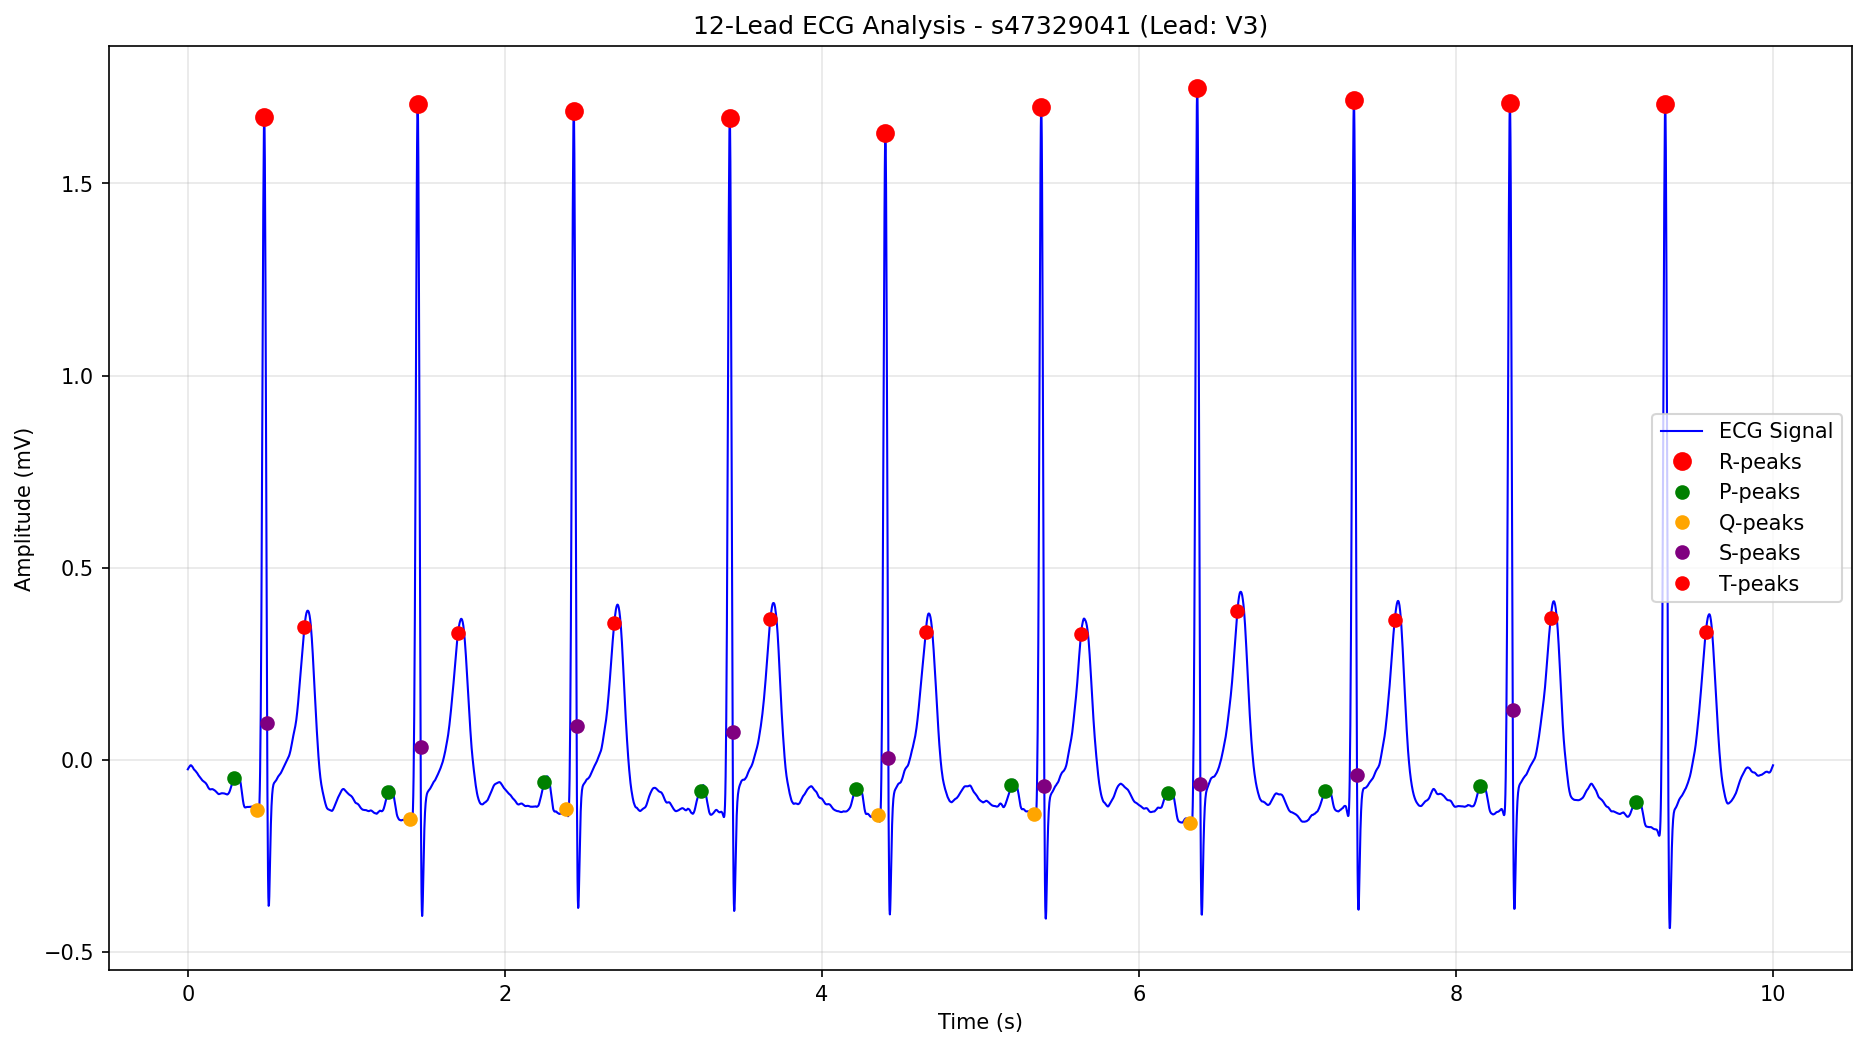 12-Lead ECG Analysis - s47329041 (Lead: V3)
Amplitude (mV)
1.5
1.0
0.5
0.0
−0.5
ECG Signal
R-peaks
P-peaks
Q-peaks
S-peaks
T-peaks
0 2 4 6 8 10
Time (s)